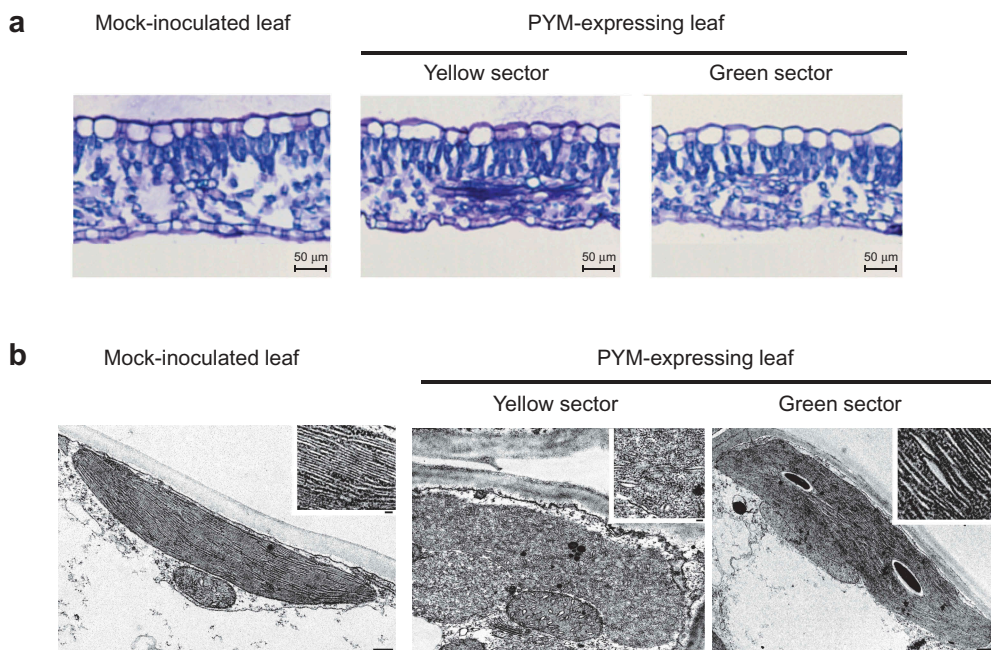 a
Mock-inoculated leaf
PYM-expressing leaf
Yellow sector
Green sector
50 μm
50 μm
50 μm
b
Mock-inoculated leaf
PYM-expressing leaf
Yellow sector
Green sector